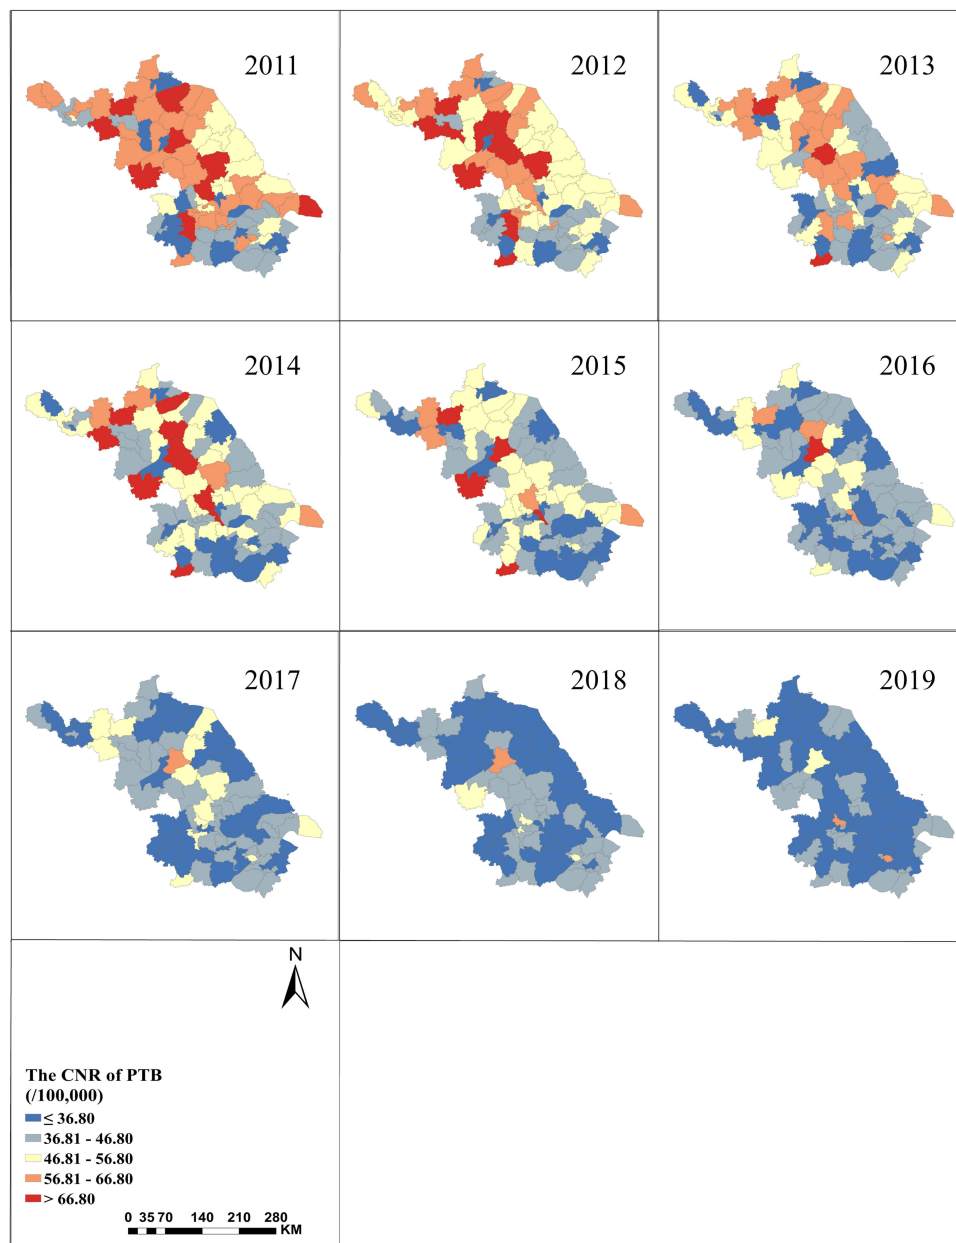 2011
2012
2013
2014
2015
2016
2017
2018
2019
N
The CNR of PTB
(/100,000)
≤ 36.80
36.81 - 46.80
46.81 - 56.80
56.81 - 66.80
> 66.80
0 35 70 140 210 280
KM